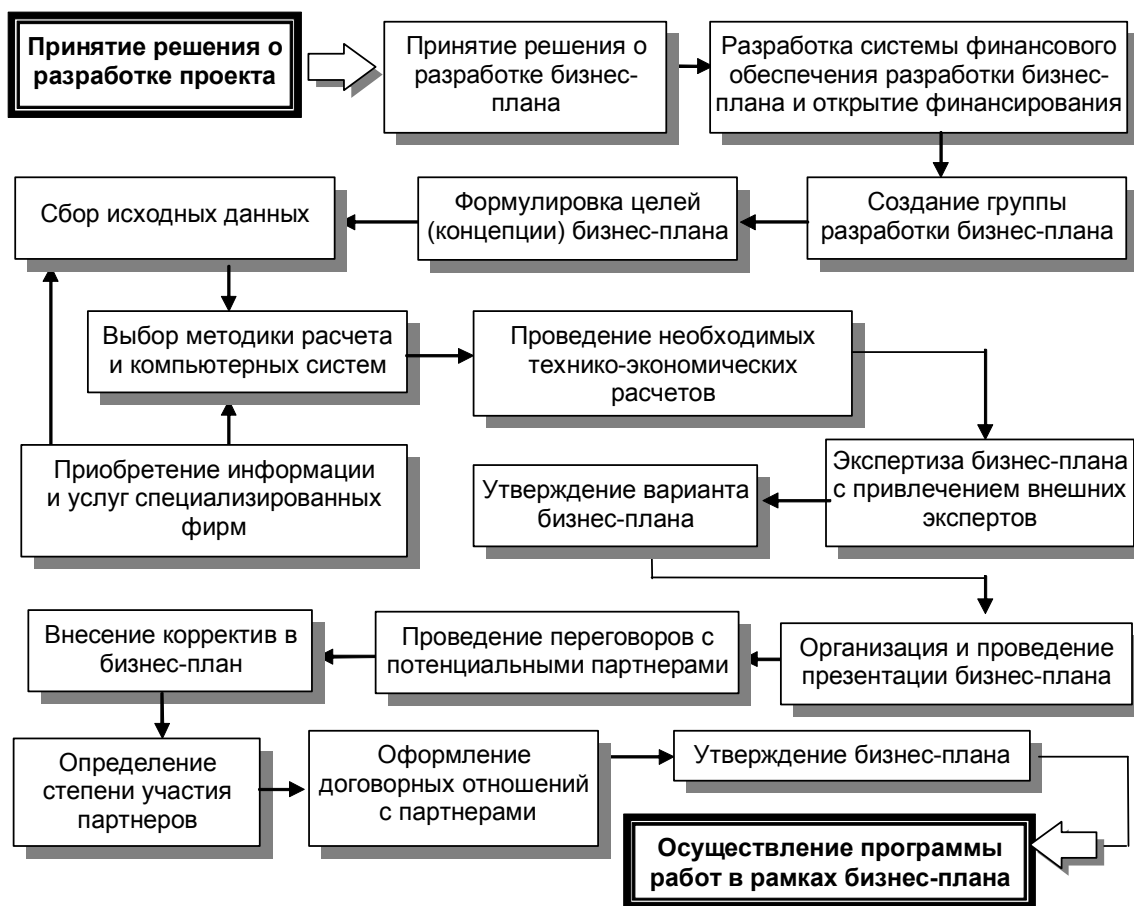 Принятие решения о
разработке проекта
Принятие решения о
разработке бизнес-
плана
Разработка системы финансового
обеспечения разработки бизнес-
плана и открытие финансирования
Сбор исходных данных
Формулировка целей
(концепции) бизнес-плана
Создание группы
разработки бизнес-плана
Выбор методики расчета
и компьютерных систем
Проведение необходимых
технико-экономических
расчетов
Приобретение информации
и услуг специализированных
фирм
Утверждение варианта
бизнес-плана
Экспертиза бизнес-плана
с привлечением внешних
экспертов
Внесение корректив в
бизнес-план
Проведение переговоров с
потенциальными партнерами
Организация и проведение
презентации бизнес-плана
Определение
степени участия
партнеров
Оформление
договорных отношений
с партнерами
Утверждение бизнес-плана
Осуществление программы
работ в рамках бизнес-плана